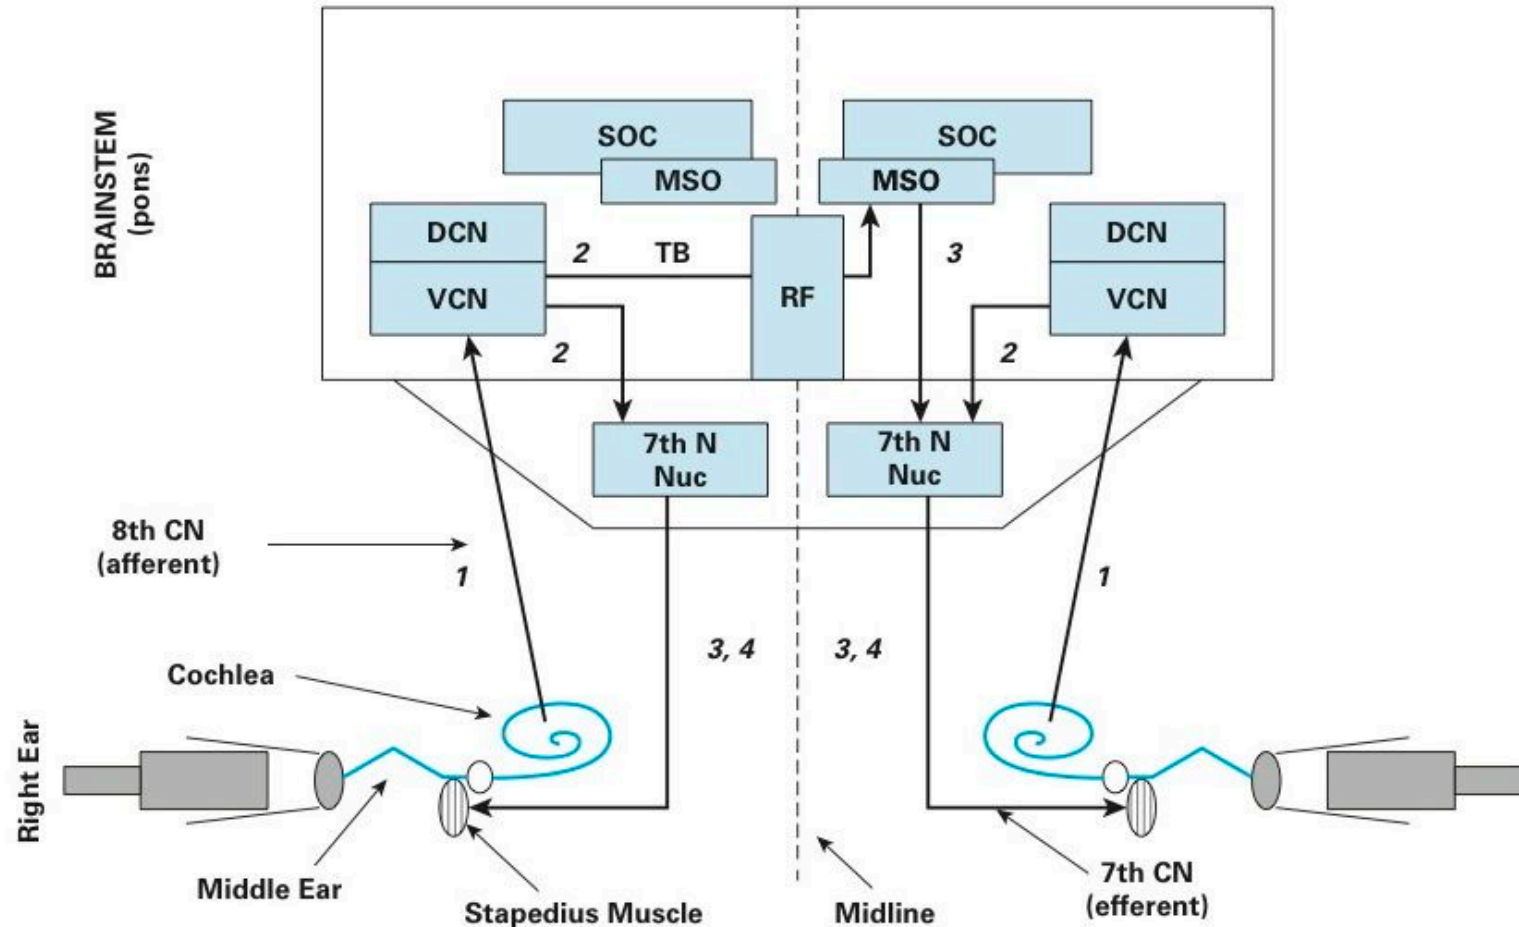 BRAINSTEM
(pons)
SOC
SOC
MSO
MSO
DCN
DCN
2
TB
3
VCN
RF
VCN
2
2
7th N
Nuc
7th N
Nuc
8th CN
(afferent)
1
1
3, 4
3, 4
Cochlea
Right Ear
Middle Ear
Stapedius Muscle
Midline
7th CN
(efferent)